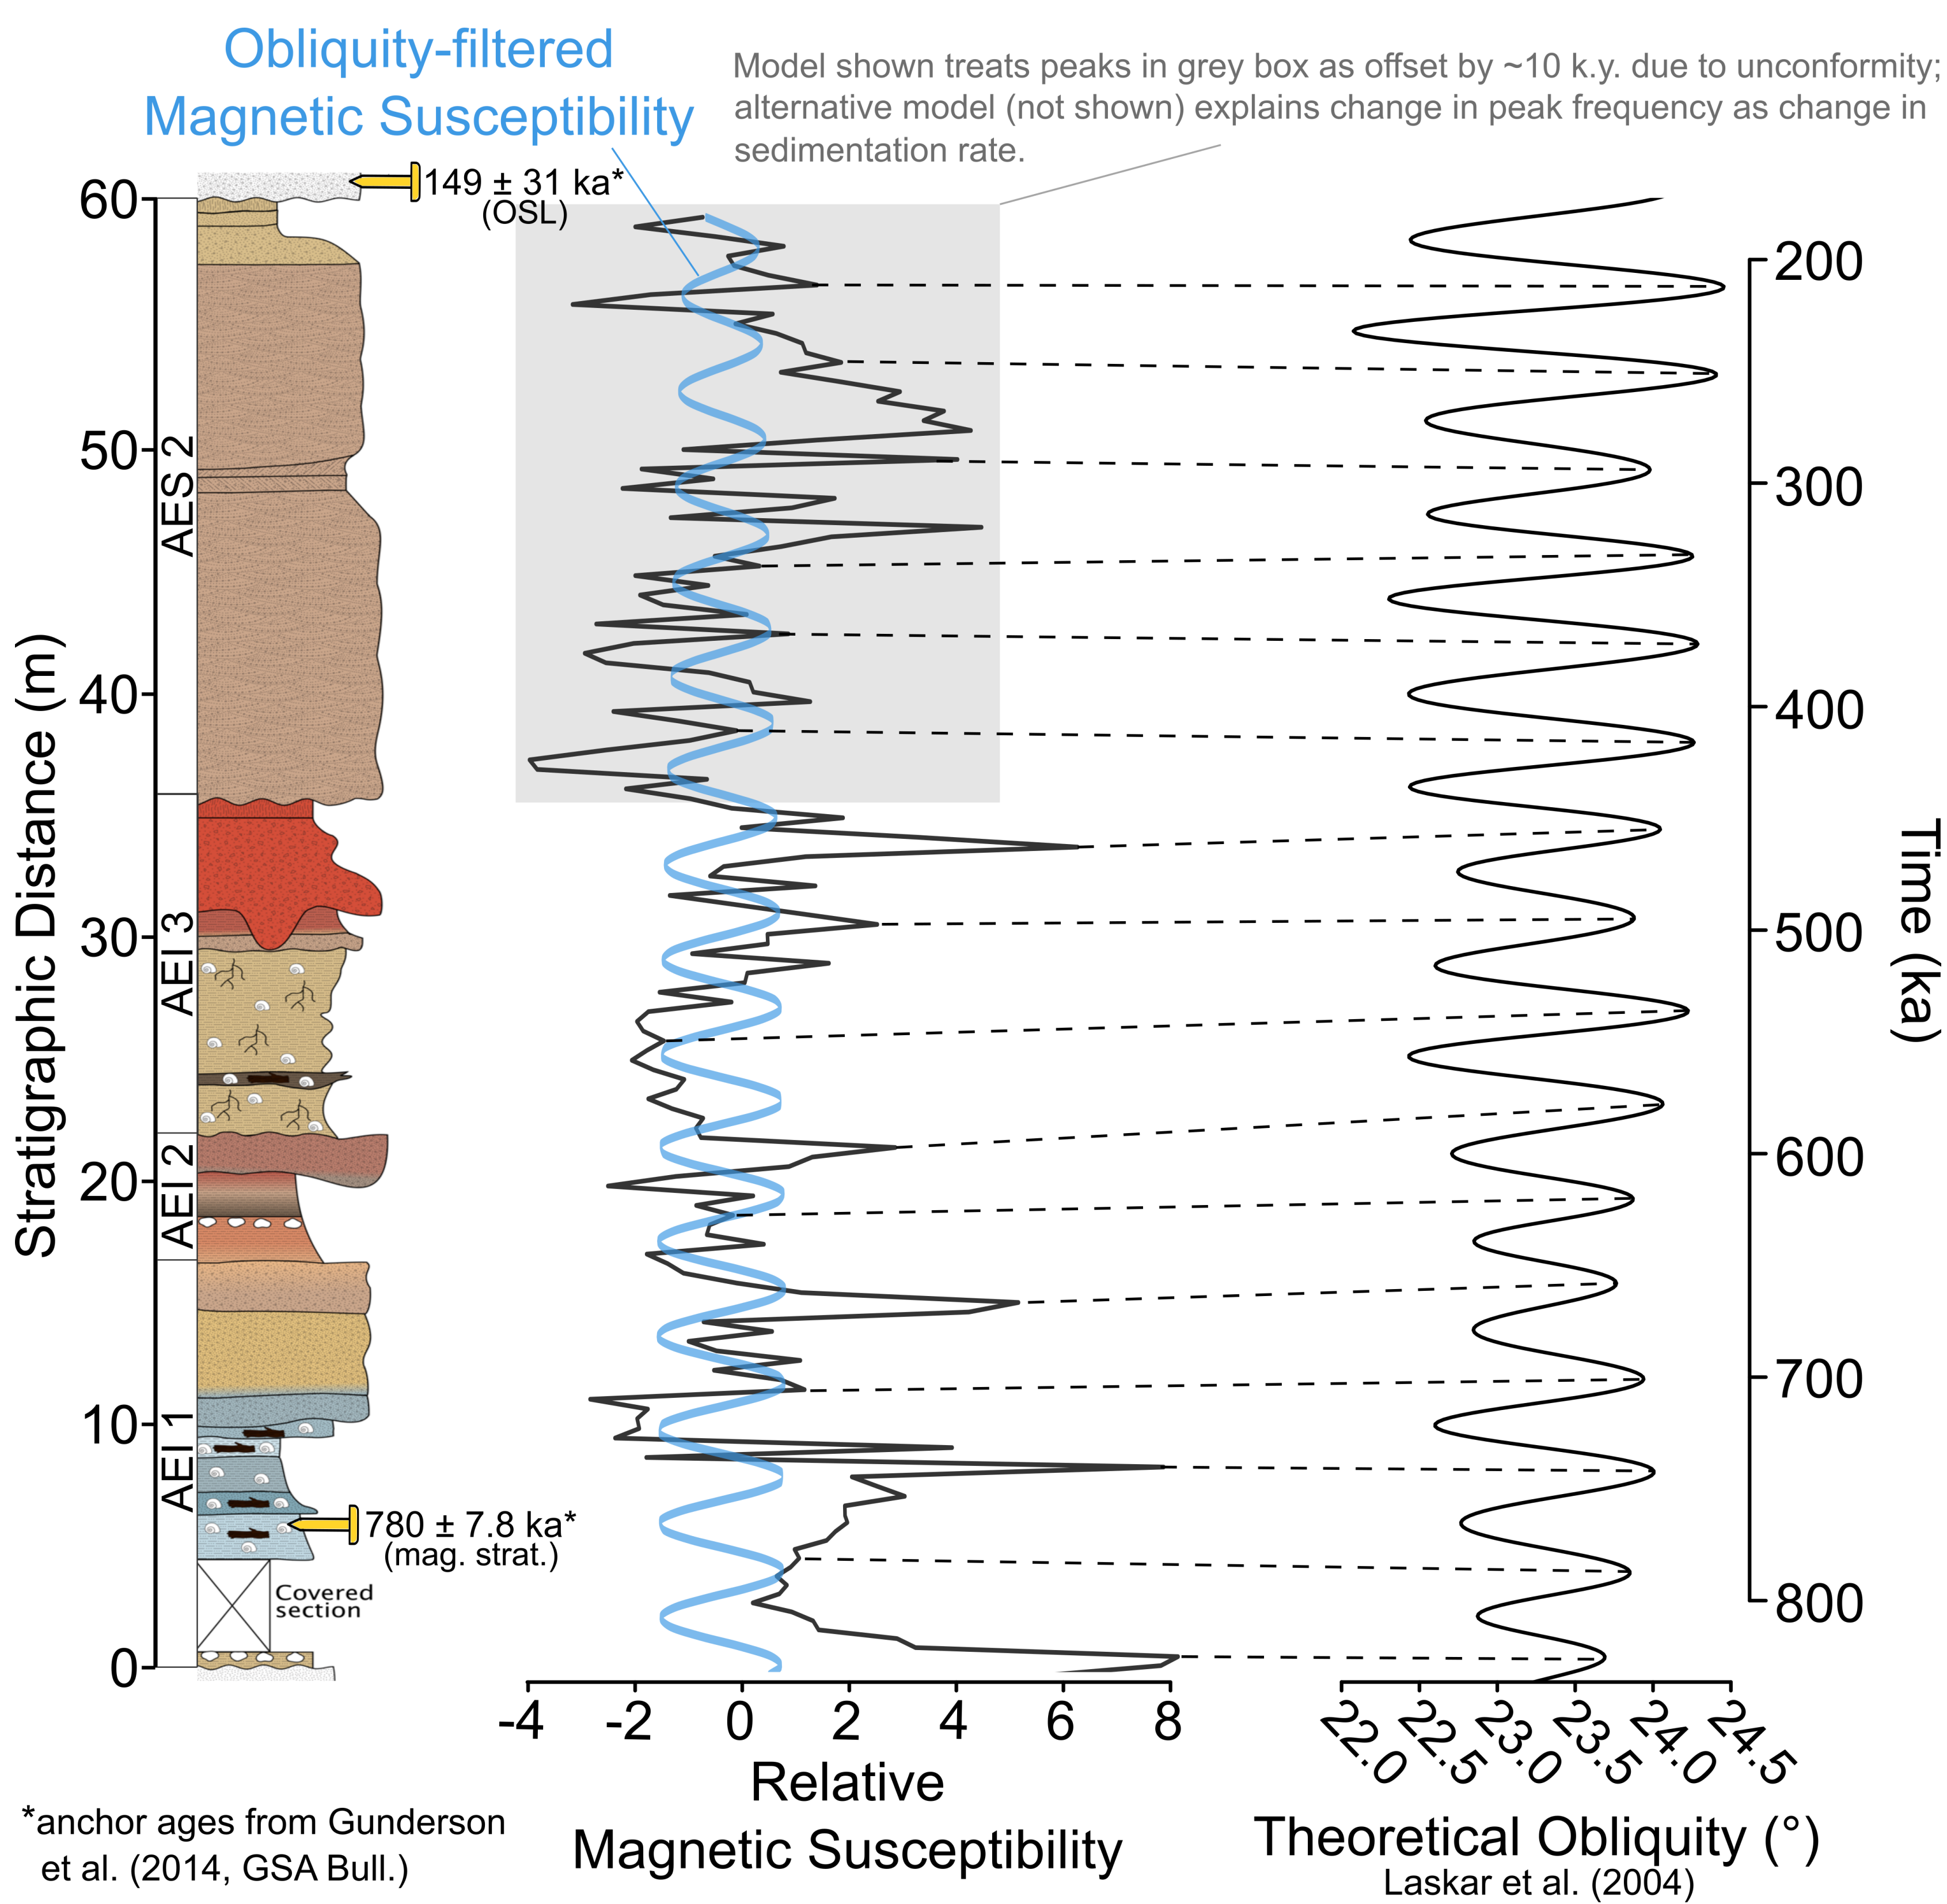 Obliquity-filtered
Magnetic Susceptibility
Model shown treats peaks in grey box as offset by ~10 k.y. due to unconformity;
alternative model (not shown) explains change in peak frequency as change in
sedimentation rate.
149 ± 31 ka*
(OSL)
60
50
40
30
20
10
0
Stratigraphic Distance (m)
AES 2
AEI 3
AEI 2
AEI 1
780 ± 7.8 ka*
(mag. strat.)
Covered
section
200
300
400
500
600
700
800
Time (ka)
-4
-2
0
2
4
6
8
Relative
Magnetic Susceptibility
22.0
22.5
23.0
23.5
24.0
24.5
Theoretical Obliquity (°)
Laskar et al. (2004)
*anchor ages from Gunderson
et al. (2014, GSA Bull.)